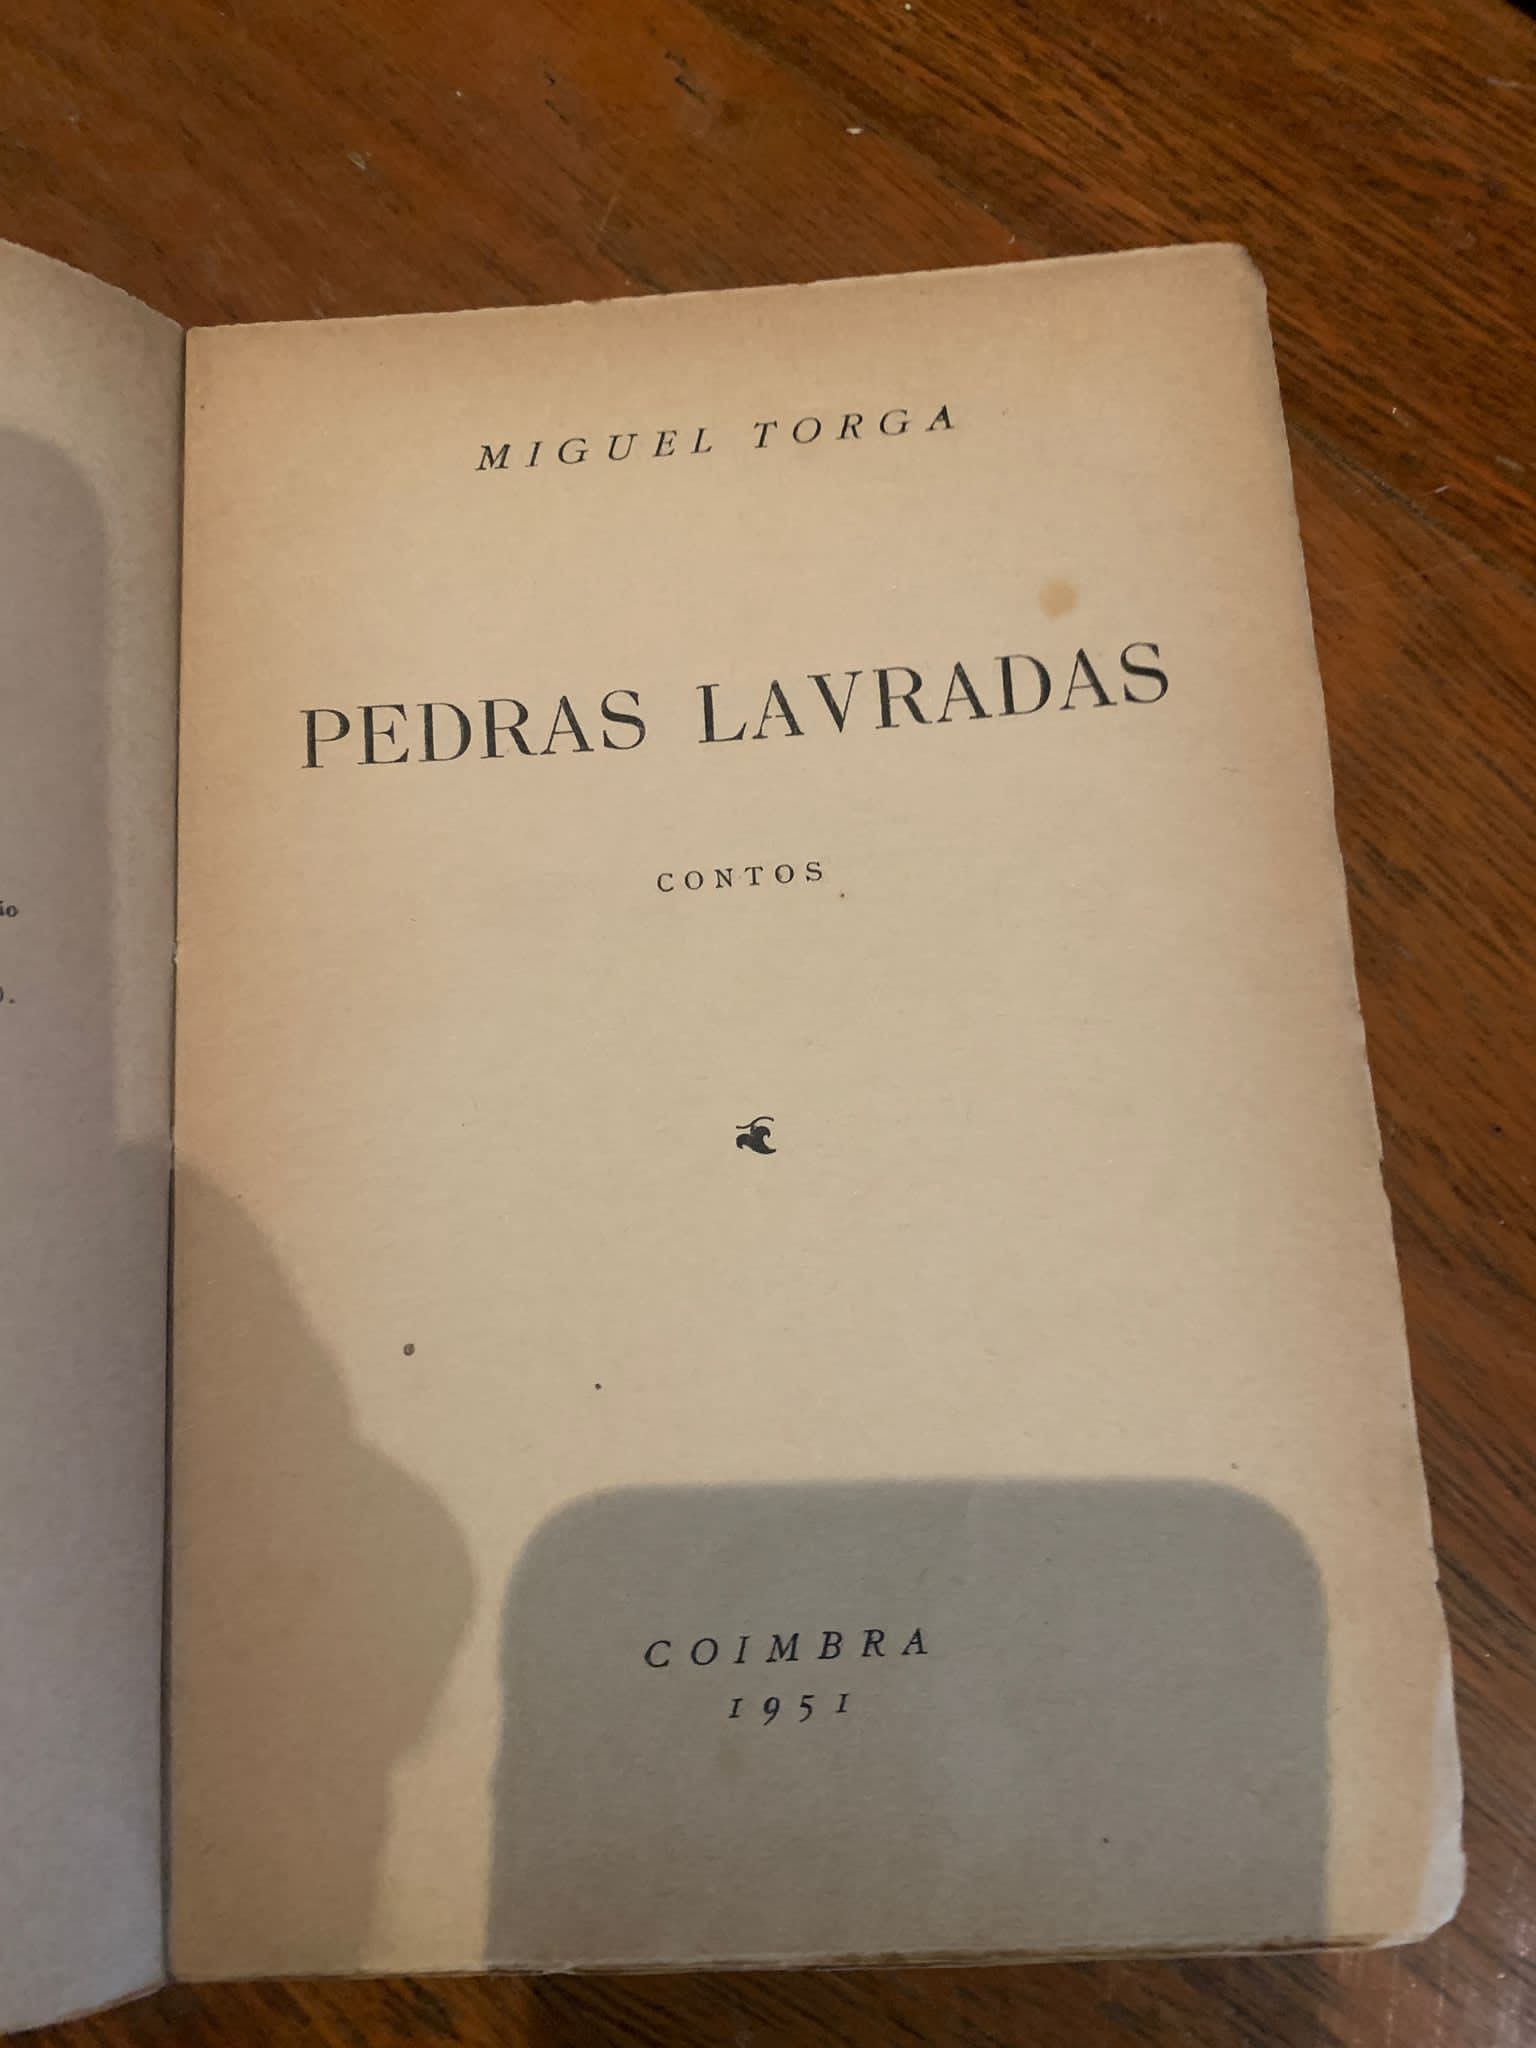 MIGUEL TORGA
PEDRAS LAVRADAS
CONTOS
COIMBRA
1951